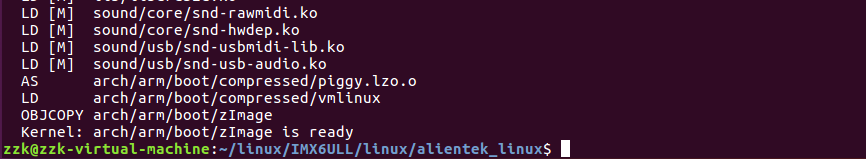 LD [M]  sound/core/snd-rawmidi.ko
LD [M]  sound/core/snd-hwdep.ko
LD [M]  sound/usb/snd-usbmidi-lib.ko
LD [M]  sound/usb/snd-usb-audio.ko
AS      arch/arm/boot/compressed/piggy.lzo.o
LD      arch/arm/boot/compressed/vmlinux
OBJCOPY arch/arm/boot/zImage
Kernel: arch/arm/boot/zImage is ready
zzk@zzk-virtual-machine:~/linux/IMX6ULL/linux/alientek_linux$